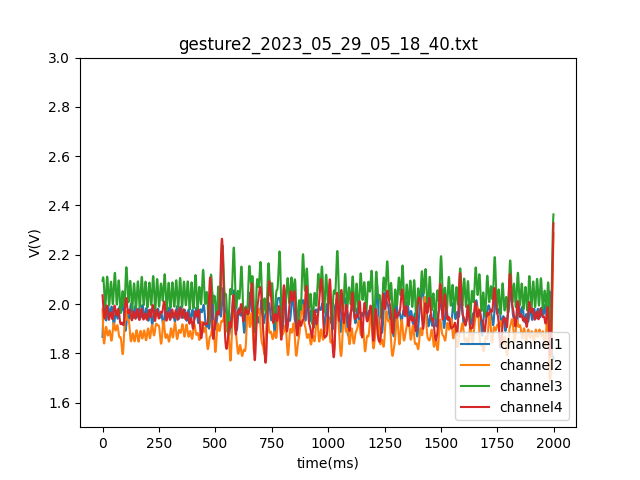 gesture2_2023_05_29_05_18_40.txt
3.0
2.8
2.6
2.4
2.2
2.0
1.8
1.6
V(V)
0 250 500 750 1000 1250 1500 1750 2000
time(ms)
channel1
channel2
channel3
channel4